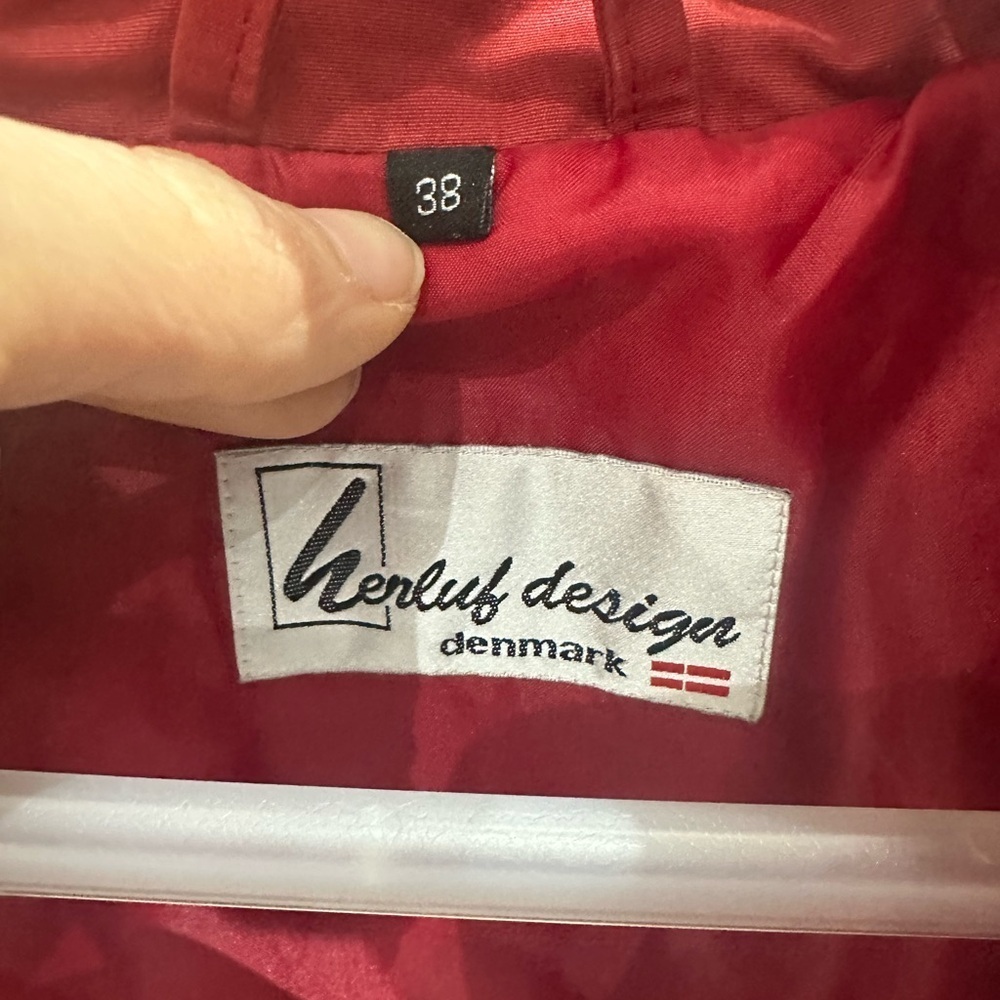 38
herluf design
denmark